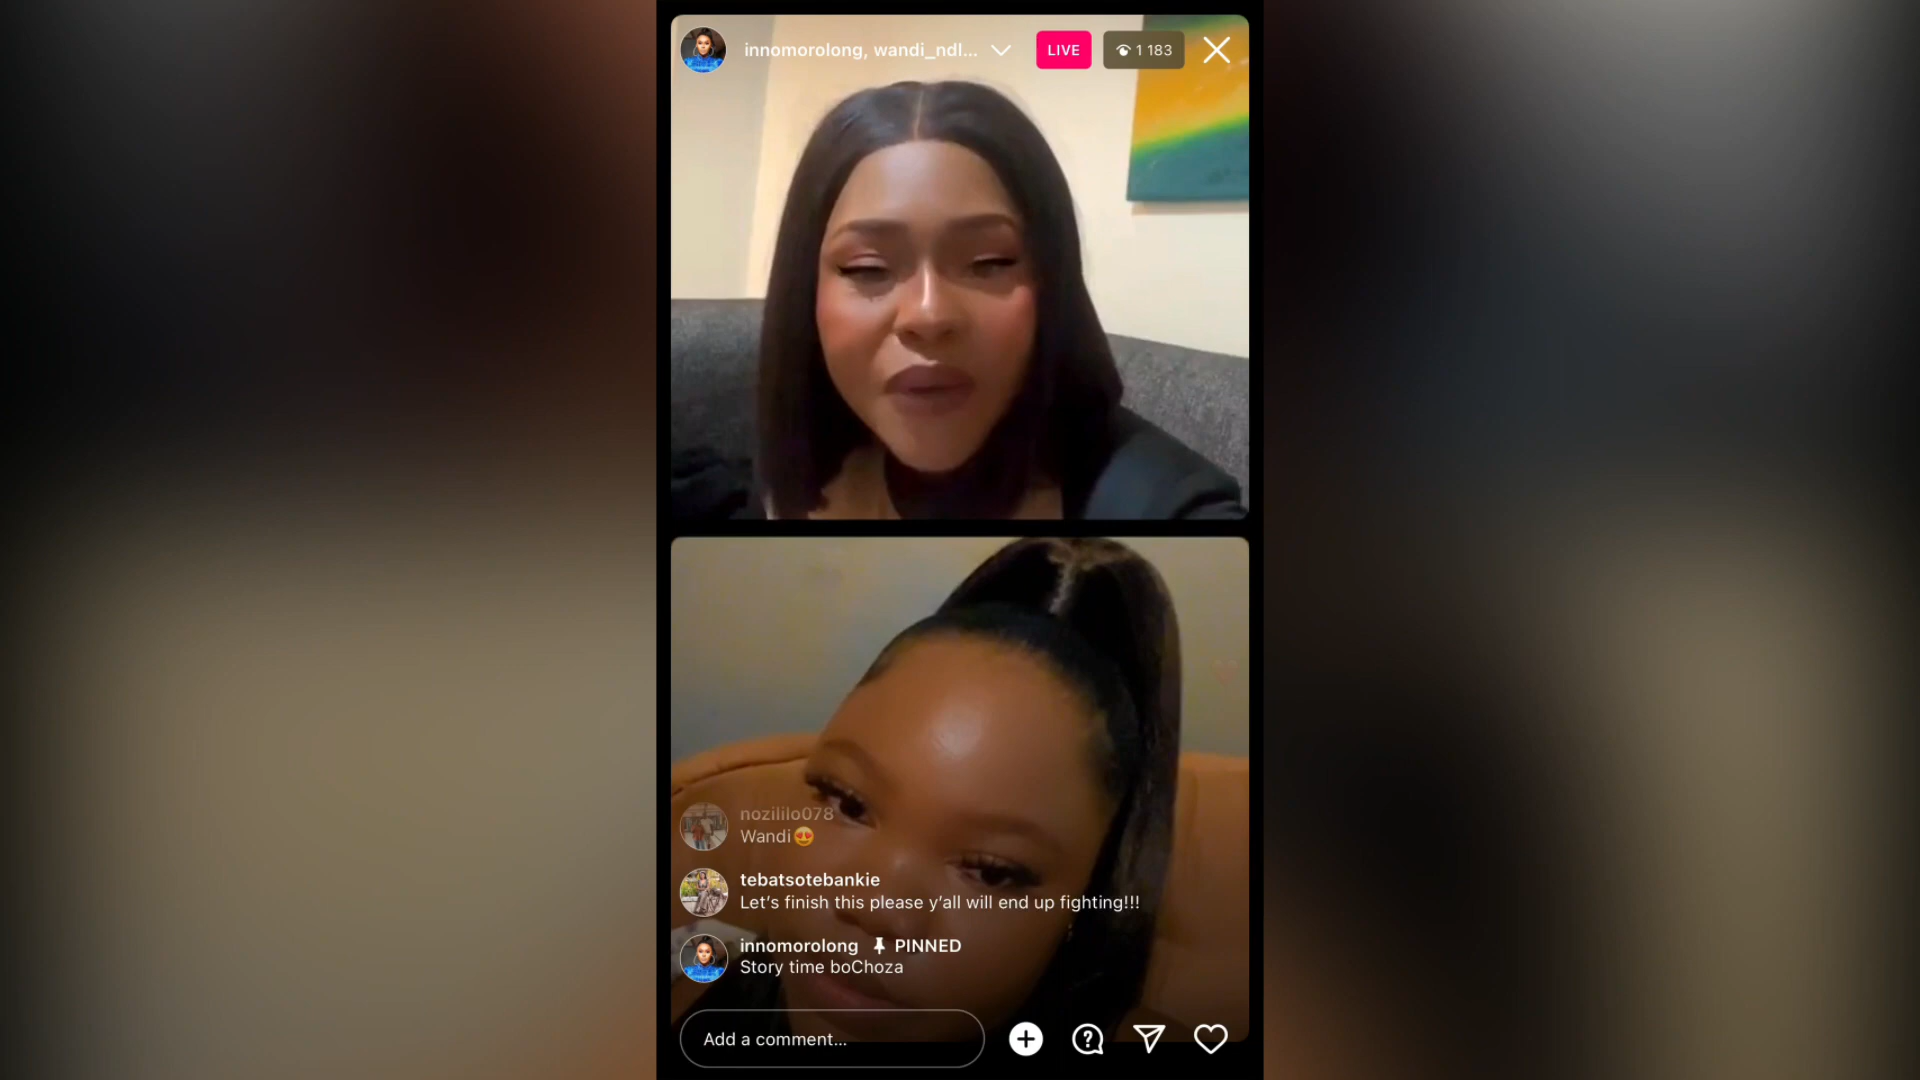 innomorolong, wandi_ndl...
LIVE
1 183
nozililo078
Wandi😍
tebatsotebankie
Let's finish this please y'all will end up fighting!!!
innomorolong PINNED
Story time boChoza
Add a comment...